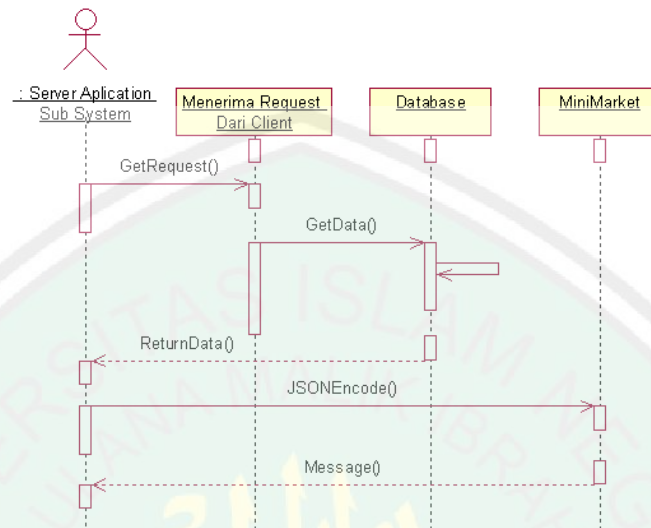 : Server Aplication
Sub System
Menerima Request
Dari Client
Database
MiniMarket
GetRequest()
GetData()
ReturnData()
JSONEncode()
Message()